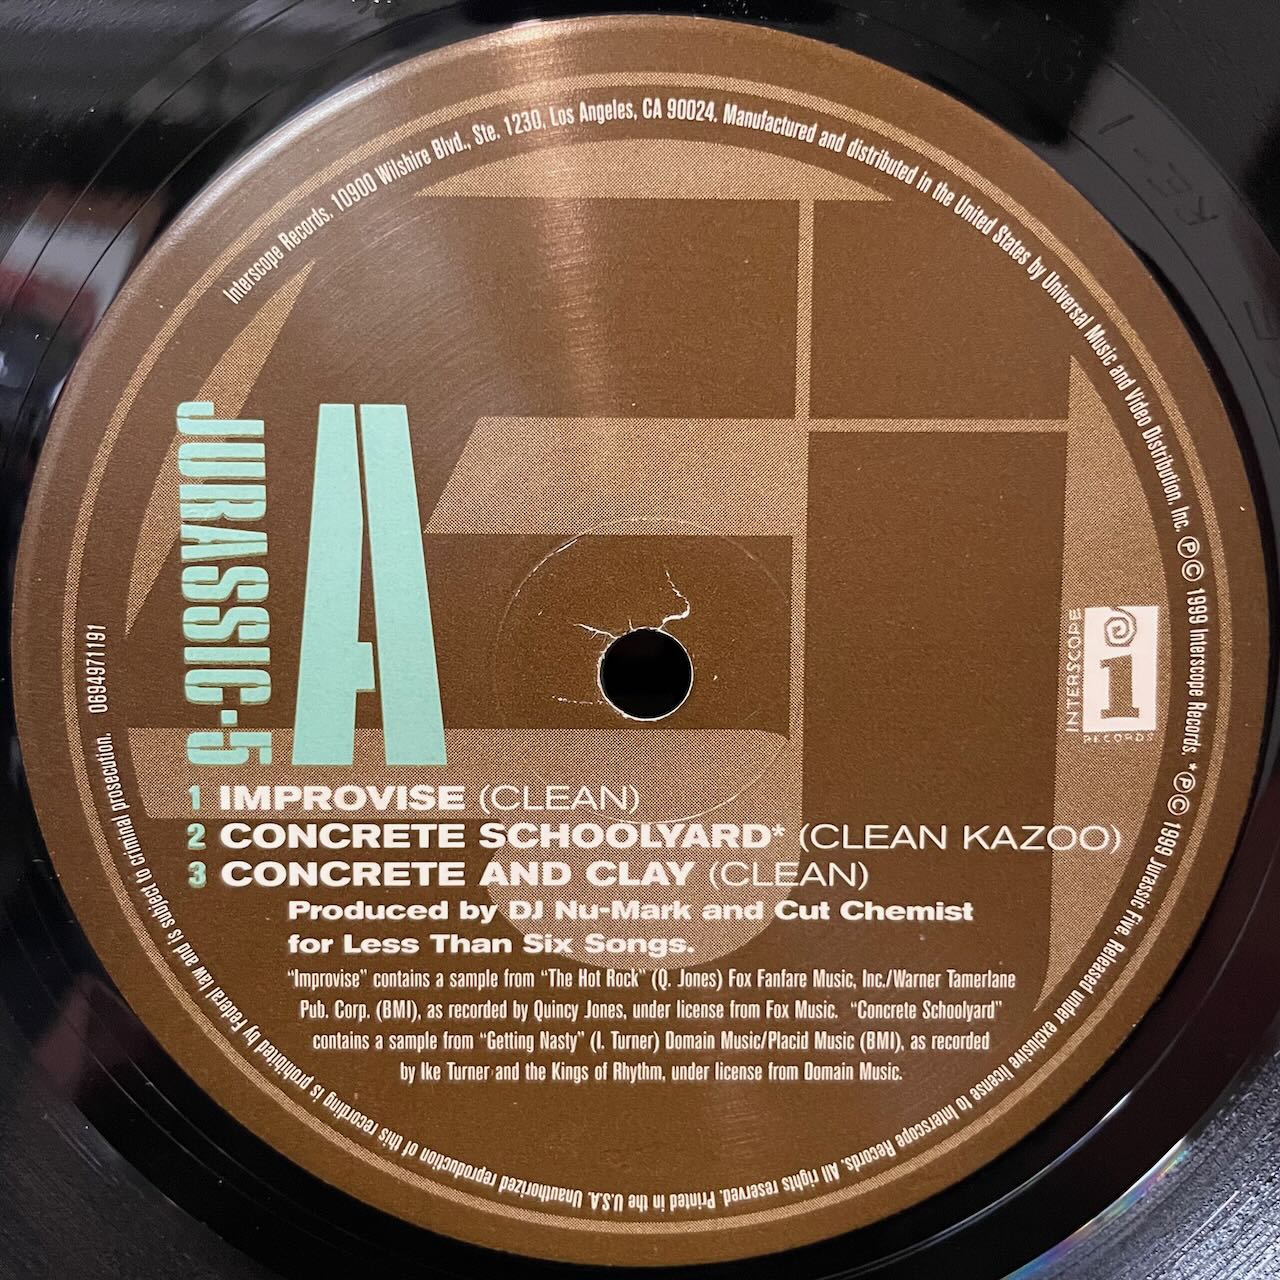 Interscope Records, 10900 Wilshire Blvd., Ste. 1230, Los Angeles, CA 90024. Manufactured and distributed in the United States by Universal Music and Video Distribution, Inc. ℗© 1999 Interscope Records. *℗© 1999 Jurassic Five. Released under exclusive license to Interscope Records. All rights reserved. Printed in the U.S.A. Unauthorized reproduction of this recording is prohibited by Federal law and is subject to criminal prosecution.
0694971191
JURASSIC·5
A
INTERSCOPE
i
RECORDS
1 IMPROVISE (CLEAN)
2 CONCRETE SCHOOLYARD* (CLEAN KAZOO)
3 CONCRETE AND CLAY (CLEAN)
Produced by DJ Nu-Mark and Cut Chemist
for Less Than Six Songs.
"Improvise" contains a sample from "The Hot Rock" (Q. Jones) Fox Fanfare Music, Inc./Warner Tamerlane
Pub. Corp. (BMI), as recorded by Quincy Jones, under license from Fox Music. "Concrete Schoolyard"
contains a sample from "Getting Nasty" (I. Turner) Domain Music/Placid Music (BMI), as recorded
by Ike Turner and the Kings of Rhythm, under license from Domain Music.
RE-1